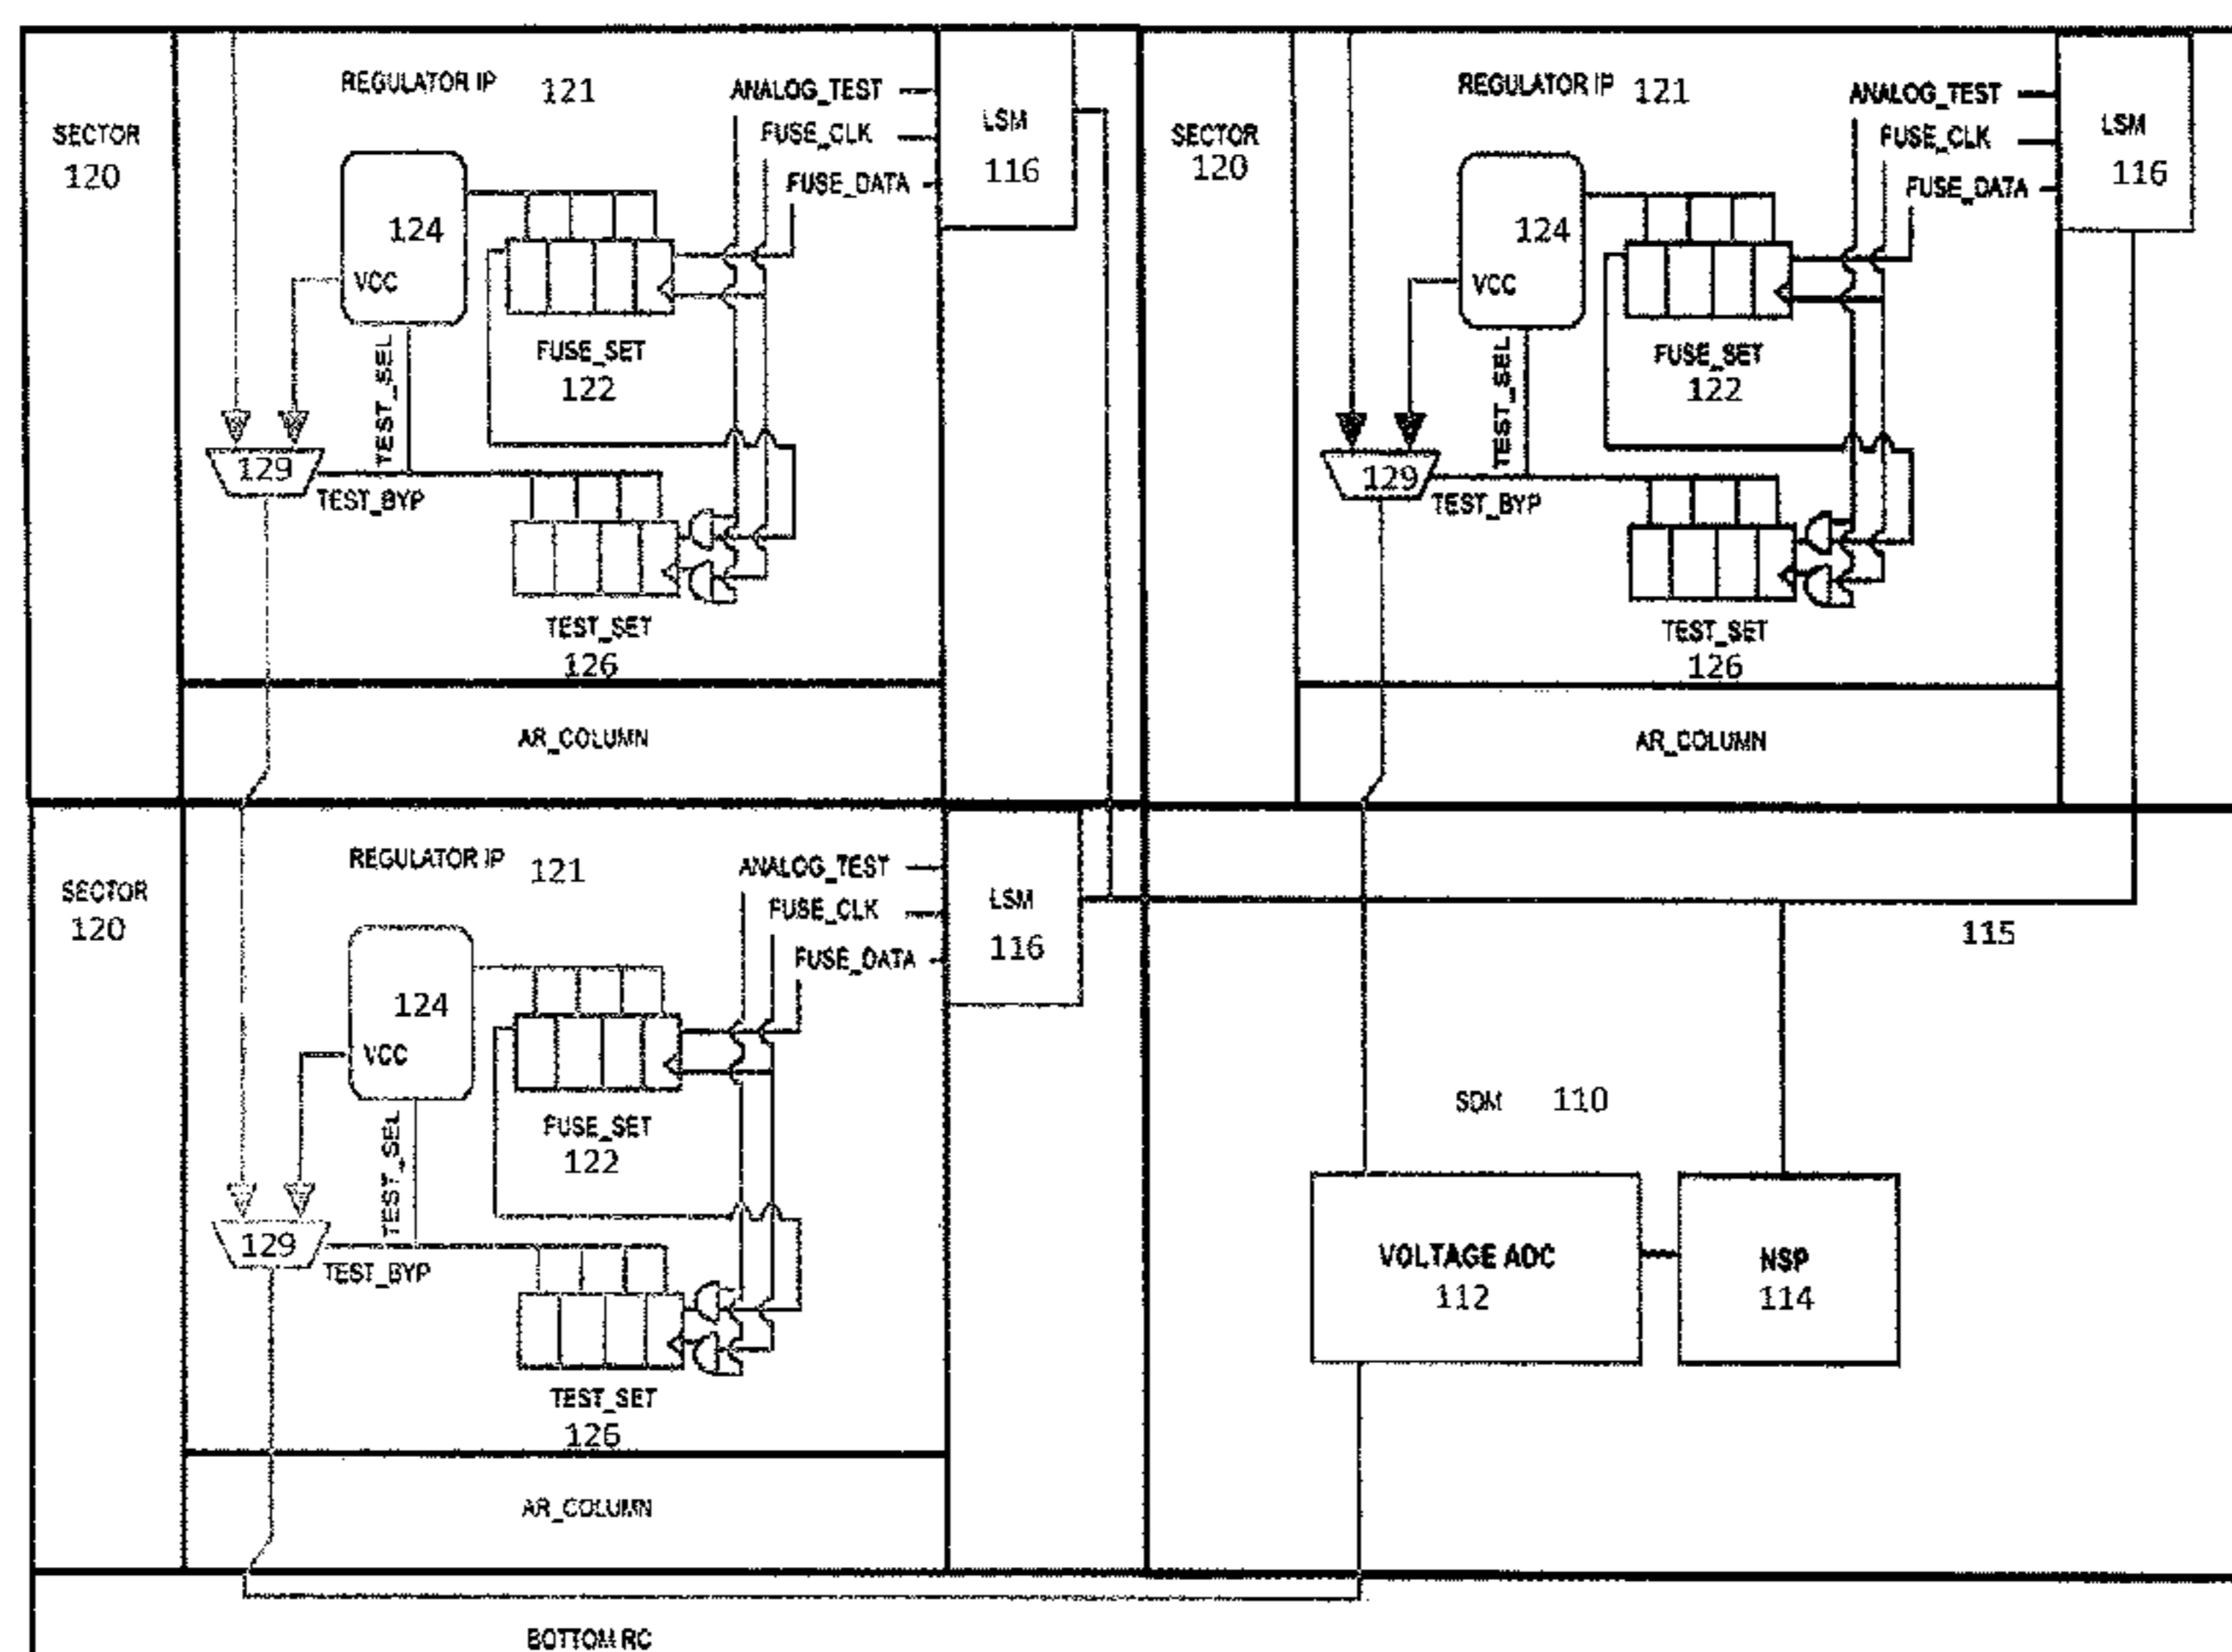 SECTOR
120
REGULATOR IP 121
ANALOG_TEST
FUSE_CLK
FUSE_DATA
LSM
116
124
VCC
TEST_SEL
FUSE_SET
122
129
TEST_BYP
TEST_SET
126
AR_COLUMN
SECTOR
120
REGULATOR IP 121
ANALOG_TEST
FUSE_CLK
FUSE_DATA
LSM
116
124
VCC
TEST_SEL
FUSE_SET
122
129
TEST_BYP
TEST_SET
126
AR_COLUMN
SECTOR
120
REGULATOR IP 121
ANALOG_TEST
FUSE_CLK
FUSE_DATA
LSM
116
124
VCC
TEST_SEL
FUSE_SET
122
129
TEST_BYP
TEST_SET
126
AR_COLUMN
115
SDM 110
VOLTAGE ADC
112
NSP
114
BOTTOM RC